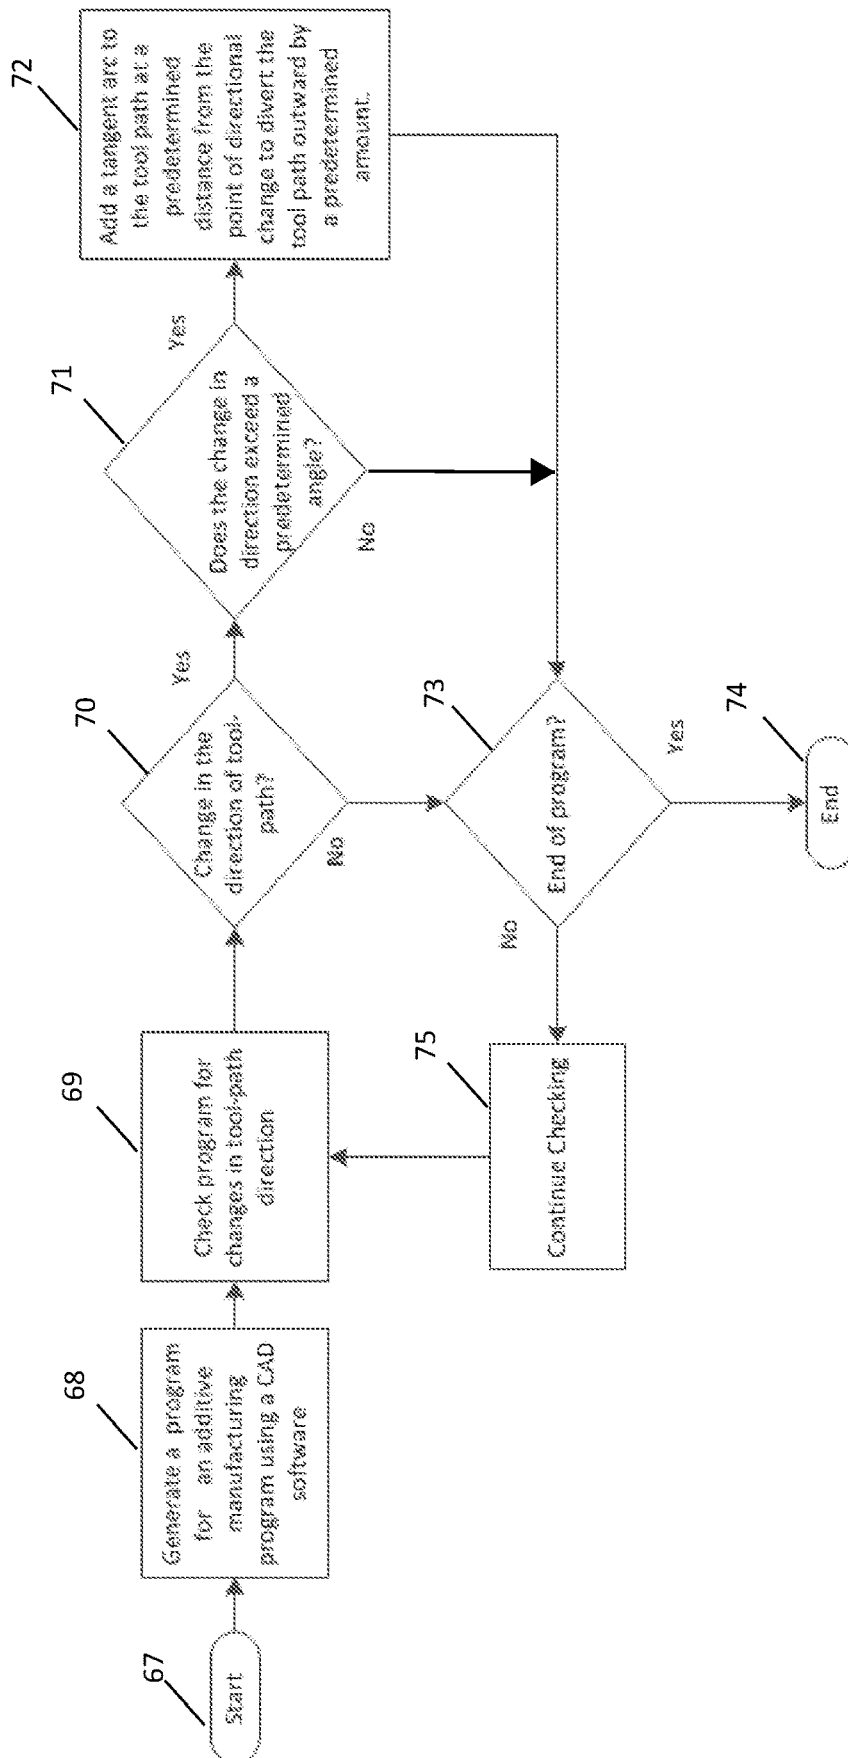 67
Start
68
Generate a program
for an additive
manufacturing
program using a CAD
software
69
Check program for
changes in tool-path
direction
70
Change in the
direction of tool-
path?
Yes
No
71
Does the change in
direction exceed a
predetermined
angle?
Yes
No
72
Add a tangent arc to
the tool path at a
predetermined
distance from the
point of directional
change to divert the
tool path outward by
a predetermined
amount.
73
End of program?
No
Yes
75
Continue Checking
74
End